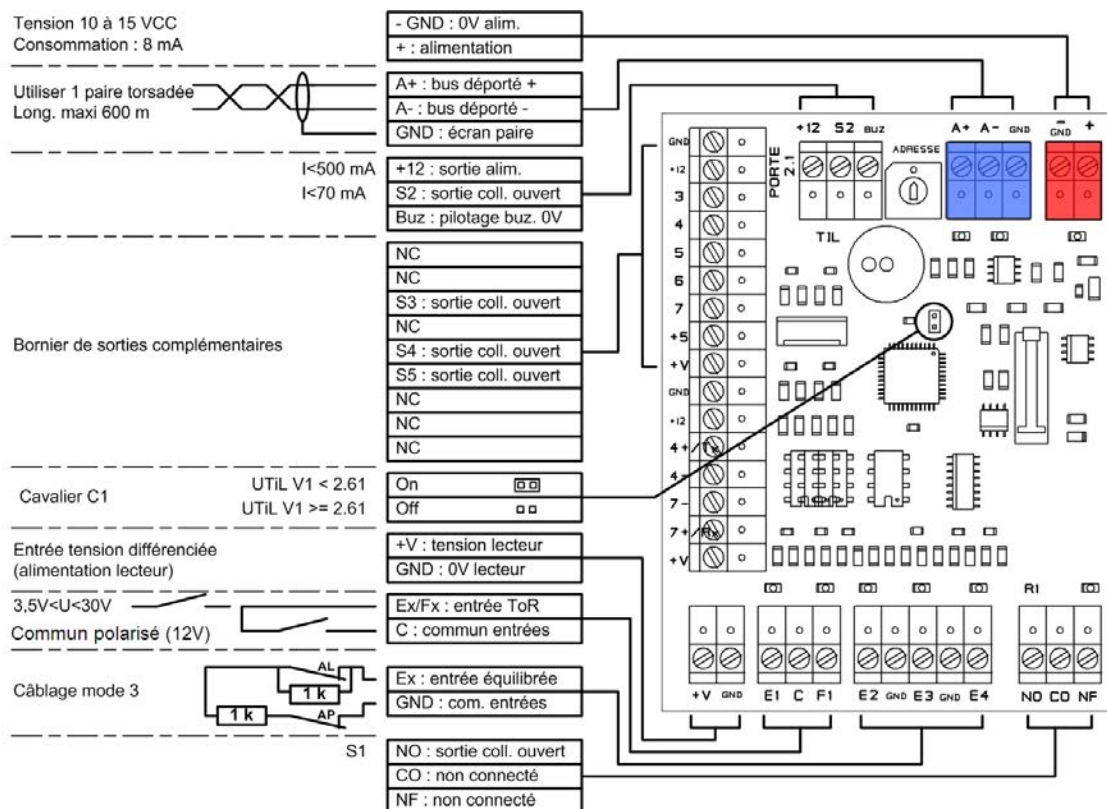 Tension 10 à 15 VCC
Consommation : 8 mA
- GND : 0V alim.
+ : alimentation
Utiliser 1 paire torsadée
Long. maxi 600 m
A+ : bus déporté +
A- : bus déporté -
GND : écran paire
I<500 mA
I<70 mA
+12 : sortie alim.
S2 : sortie coll. ouvert
Buz : pilotage buz. 0V
Bornier de sorties complémentaires
NC
NC
S3 : sortie coll. ouvert
NC
S4 : sortie coll. ouvert
S5 : sortie coll. ouvert
NC
NC
NC
Cavalier C1
UTiL V1 < 2.61
UTiL V1 >= 2.61
On
Off
Entrée tension différenciée
(alimentation lecteur)
+V : tension lecteur
GND : 0V lecteur
3,5V<U<30V
Commun polarisé (12V)
Ex/Fx : entrée ToR
C : commun entrées
Câblage mode 3
AL
1 k
1 k
AP
Ex : entrée équilibrée
GND : com. entrées
S1
NO : sortie coll. ouvert
CO : non connecté
NF : non connecté
+12 S2 BUZ
ADRESSE
A+ A- GND
- GND +
PORTE 2.1
TIL
GND
+12
3
4
5
6
7
+5
+V
GND
+12
4+/Tx
4-
7-
7+/Rx
+V
R1
+V GND
E1 C F1
E2 GND E3 GND E4
NO CO NF